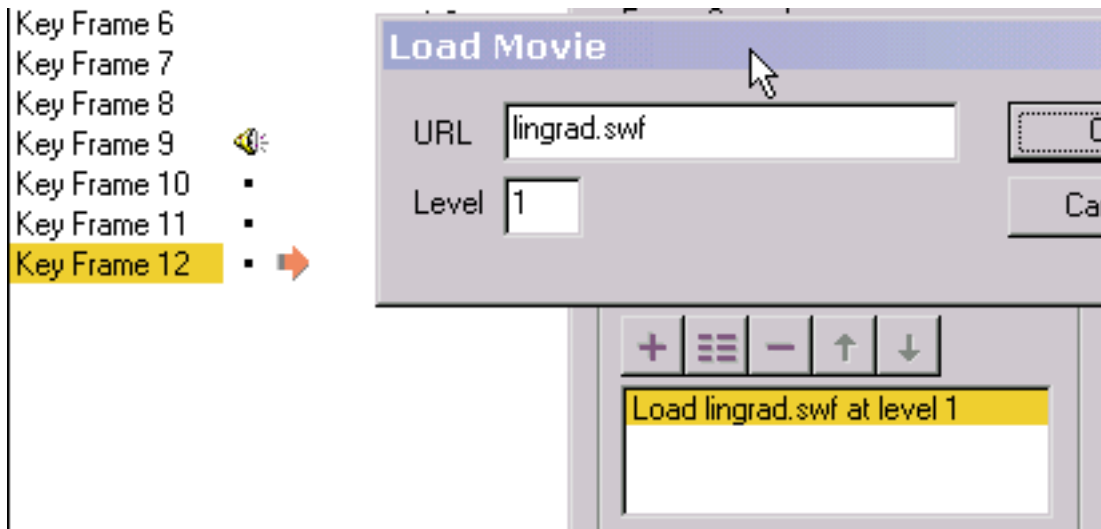 Key Frame 6
Key Frame 7
Key Frame 8
Key Frame 9
Key Frame 10
Key Frame 11
Key Frame 12
Load Movie
URL
lingrad.swf
Level
1
Load lingrad.swf at level 1